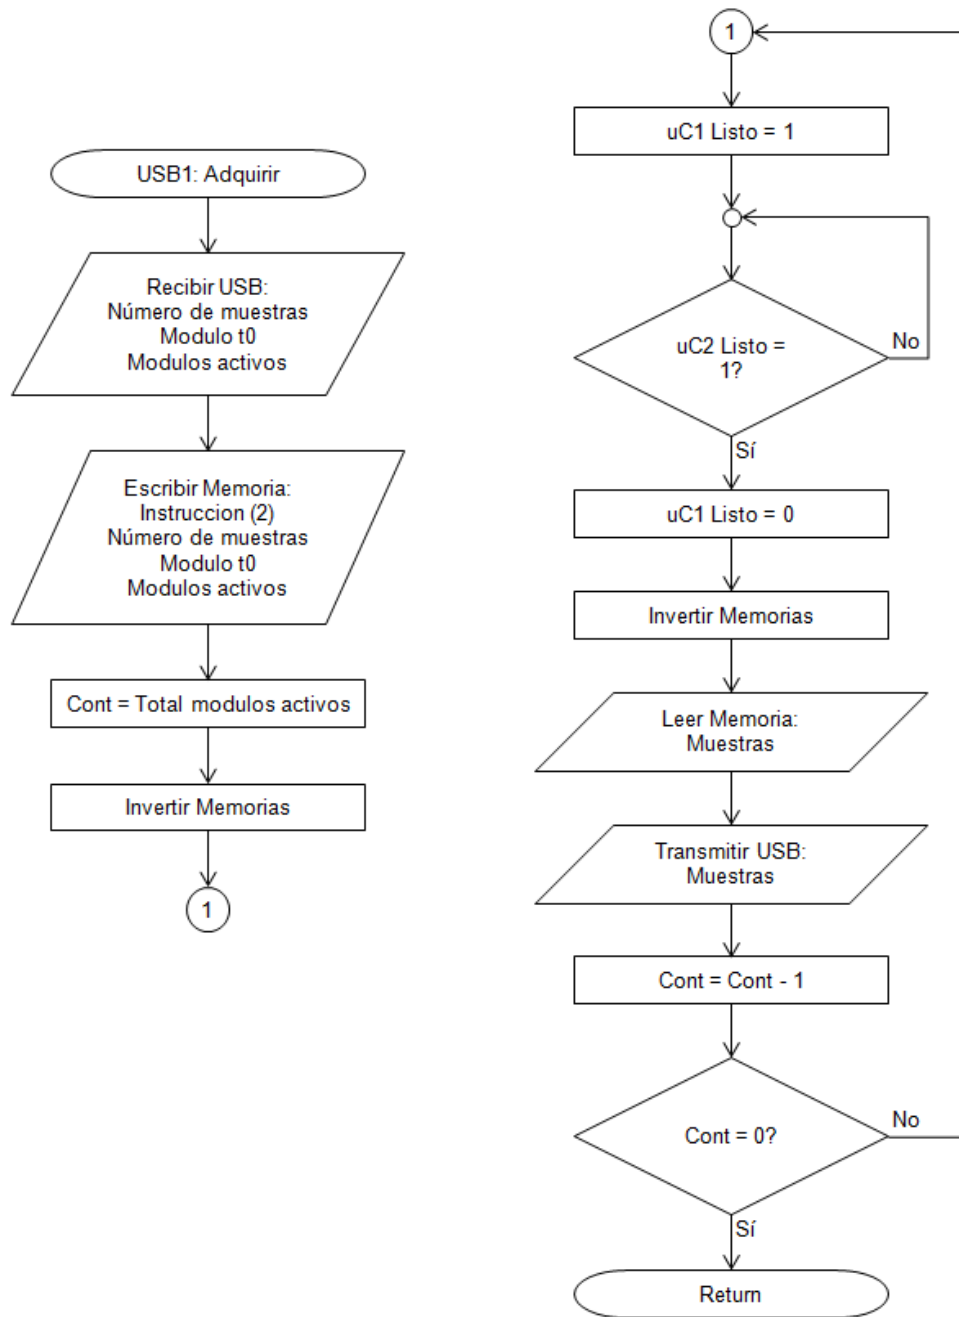 USB1: Adquirir
Recibir USB:
Número de muestras
Modulo t0
Modulos activos
Escribir Memoria:
Instruccion (2)
Número de muestras
Modulo t0
Modulos activos
Cont = Total modulos activos
Invertir Memorias
1
1
uC1 Listo = 1
uC2 Listo =
1?
No
Sí
uC1 Listo = 0
Invertir Memorias
Leer Memoria:
Muestras
Transmitir USB:
Muestras
Cont = Cont - 1
Cont = 0?
No
Sí
Return